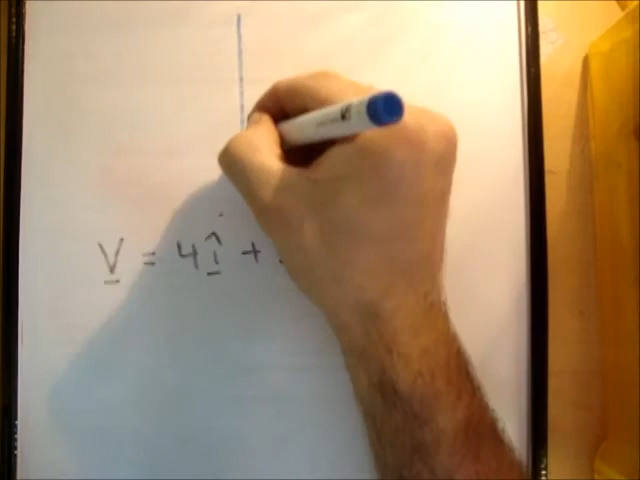 V = 4î +